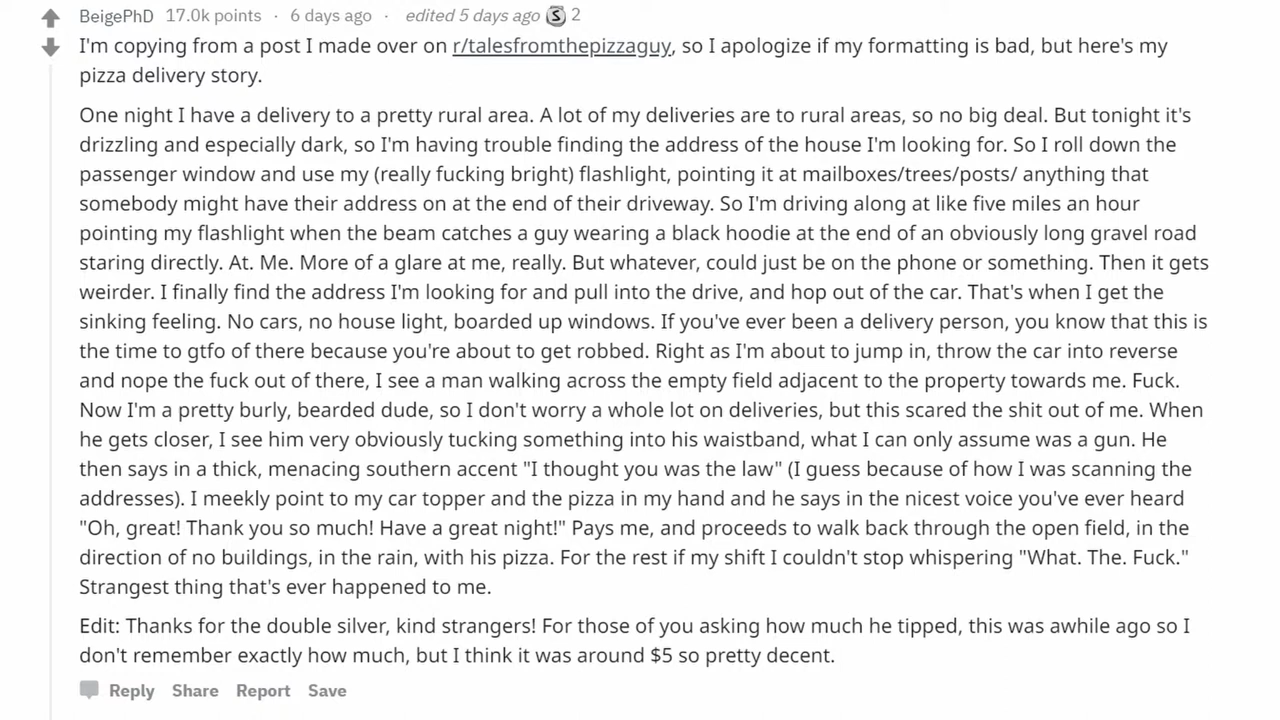 BeigePhD 17.0k points · 6 days ago · edited 5 days ago S 2
I'm copying from a post I made over on r/talesfromthepizzaguy, so I apologize if my formatting is bad, but here's my
pizza delivery story.
One night I have a delivery to a pretty rural area. A lot of my deliveries are to rural areas, so no big deal. But tonight it's
drizzling and especially dark, so I'm having trouble finding the address of the house I'm looking for. So I roll down the
passenger window and use my (really fucking bright) flashlight, pointing it at mailboxes/trees/posts/ anything that
somebody might have their address on at the end of their driveway. So I'm driving along at like five miles an hour
pointing my flashlight when the beam catches a guy wearing a black hoodie at the end of an obviously long gravel road
staring directly. At. Me. More of a glare at me, really. But whatever, could just be on the phone or something. Then it gets
weirder. I finally find the address I'm looking for and pull into the drive, and hop out of the car. That's when I get the
sinking feeling. No cars, no house light, boarded up windows. If you've ever been a delivery person, you know that this is
the time to gtfo of there because you're about to get robbed. Right as I'm about to jump in, throw the car into reverse
and nope the fuck out of there, I see a man walking across the empty field adjacent to the property towards me. Fuck.
Now I'm a pretty burly, bearded dude, so I don't worry a whole lot on deliveries, but this scared the shit out of me. When
he gets closer, I see him very obviously tucking something into his waistband, what I can only assume was a gun. He
then says in a thick, menacing southern accent "I thought you was the law" (I guess because of how I was scanning the
addresses). I meekly point to my car topper and the pizza in my hand and he says in the nicest voice you've ever heard
"Oh, great! Thank you so much! Have a great night!" Pays me, and proceeds to walk back through the open field, in the
direction of no buildings, in the rain, with his pizza. For the rest if my shift I couldn't stop whispering "What. The. Fuck."
Strangest thing that's ever happened to me.
Edit: Thanks for the double silver, kind strangers! For those of you asking how much he tipped, this was awhile ago so I
don't remember exactly how much, but I think it was around $5 so pretty decent.
Reply Share Report Save